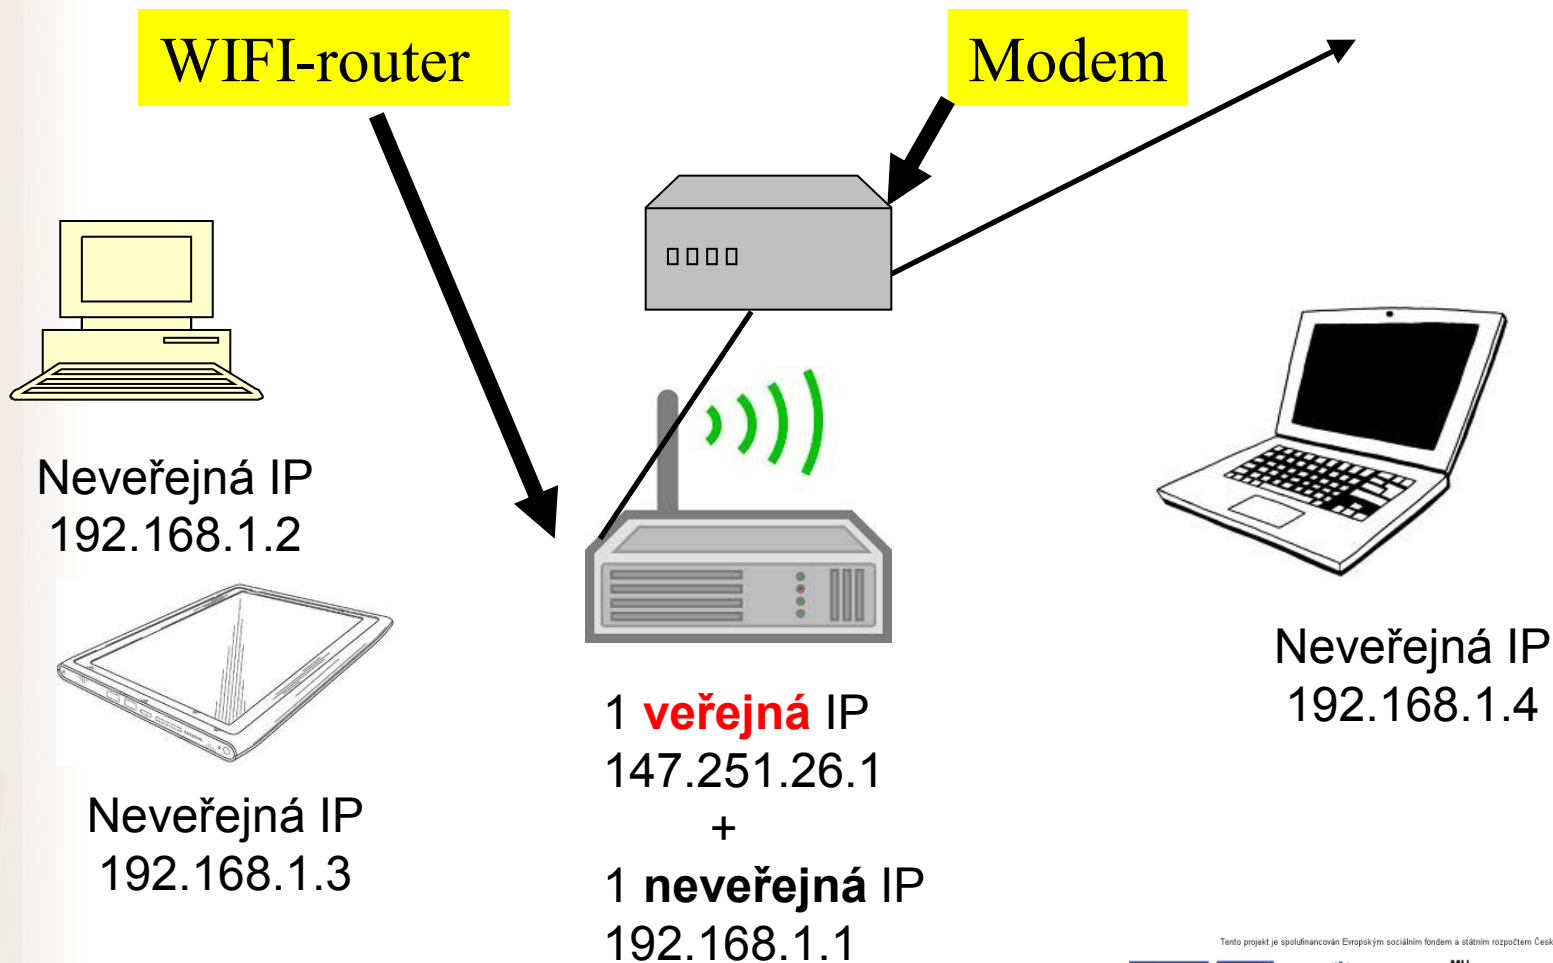 WIFI-router
Modem
Neveřejná IP
192.168.1.2
Neveřejná IP
192.168.1.3
1 veřejná IP
147.251.26.1
+
1 neveřejná IP
192.168.1.1
Neveřejná IP
192.168.1.4
Tento projekt je spolufinancován Evropským sociálním fondem a státním rozpočtem Česk